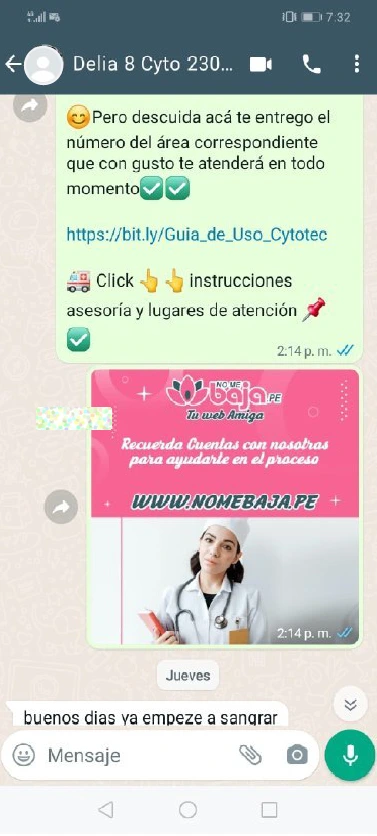 7:32
Delia 8 Cyto 230...
😊Pero descuida acá te entrego el
número del área correspondiente
que con gusto te atenderá en todo
momento✅✅
https://bit.ly/Guia_de_Uso_Cytotec
🚑 Click 👆👆 instrucciones
asesoría y lugares de atención 📌
✅
2:14 p. m.
NO ME
baja.PE
Tu web Amiga
Recuerda Cuentas con nosotras
para ayudarte en el proceso
WWW.NOMEBAJA.PE
2:14 p. m.
Jueves
buenos dias ya empeze a sangrar
Mensaje